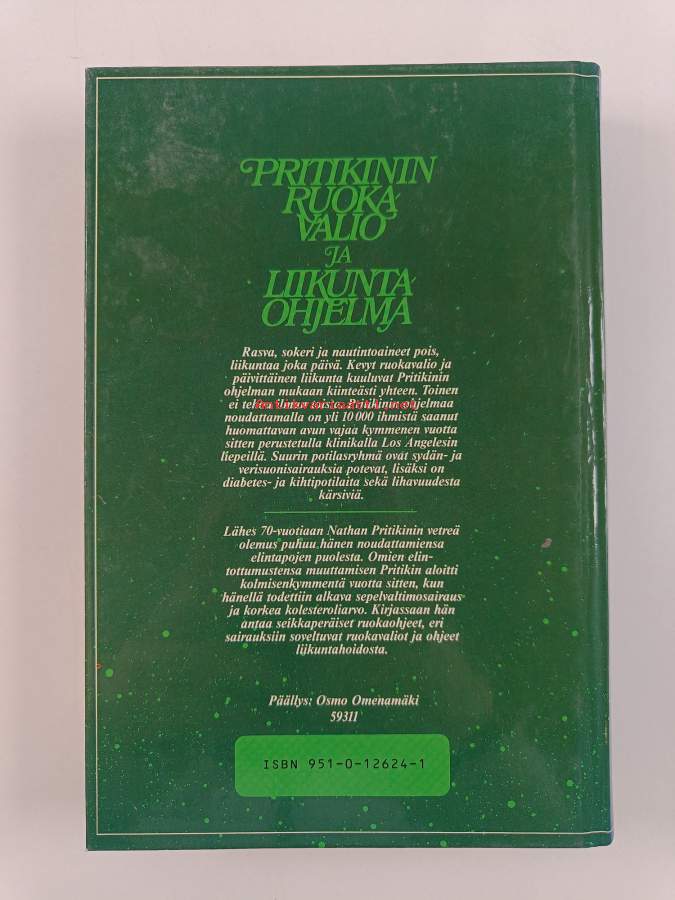 PRITIKININ
RUOKA
VALIO
JA
LIIKUNTA
OHJELMA
Rasva, sokeri ja nautintoaineet pois,
liikuntaa joka päivä. Kevyt ruokavalio ja
päivittäinen liikunta kuuluvat Pritikinin
ohjelman mukaan kiinteästi yhteen. Toinen
ei Pritikinin ohjelmaa
antikvariaatti.net
noudattamalla on yli 10 000 ihmistä saanut
huomattavan avun vajaa kymmenen vuotta
sitten perustetulla klinikalla Los Angelesin
liepeillä. Suurin potilasryhmä ovat sydän- ja
verisuonisairauksia potevat, lisäksi on
diabetes- ja kihtipotilaita sekä lihavuudesta
kärsiviä.
Lähes 70-vuotiaan Nathan Pritikinin vetreä
olemus puhuu hänen noudattamiensa
elintapojen puolesta. Omien elin-
tottumustensa muuttamisen Pritikin aloitti
kolmisenkymmentä vuotta sitten, kun
hänellä todettiin alkava sepelvaltimosairaus
ja korkea kolesteroliarvo. Kirjassaan hän
antaa seikkaperäiset ruokaohjeet, eri
sairauksiin soveltuvat ruokavaliot ja ohjeet
liikuntahoidosta.
Päällys: Osmo Omenamäki
59311
ISBN 951-0-12624-1